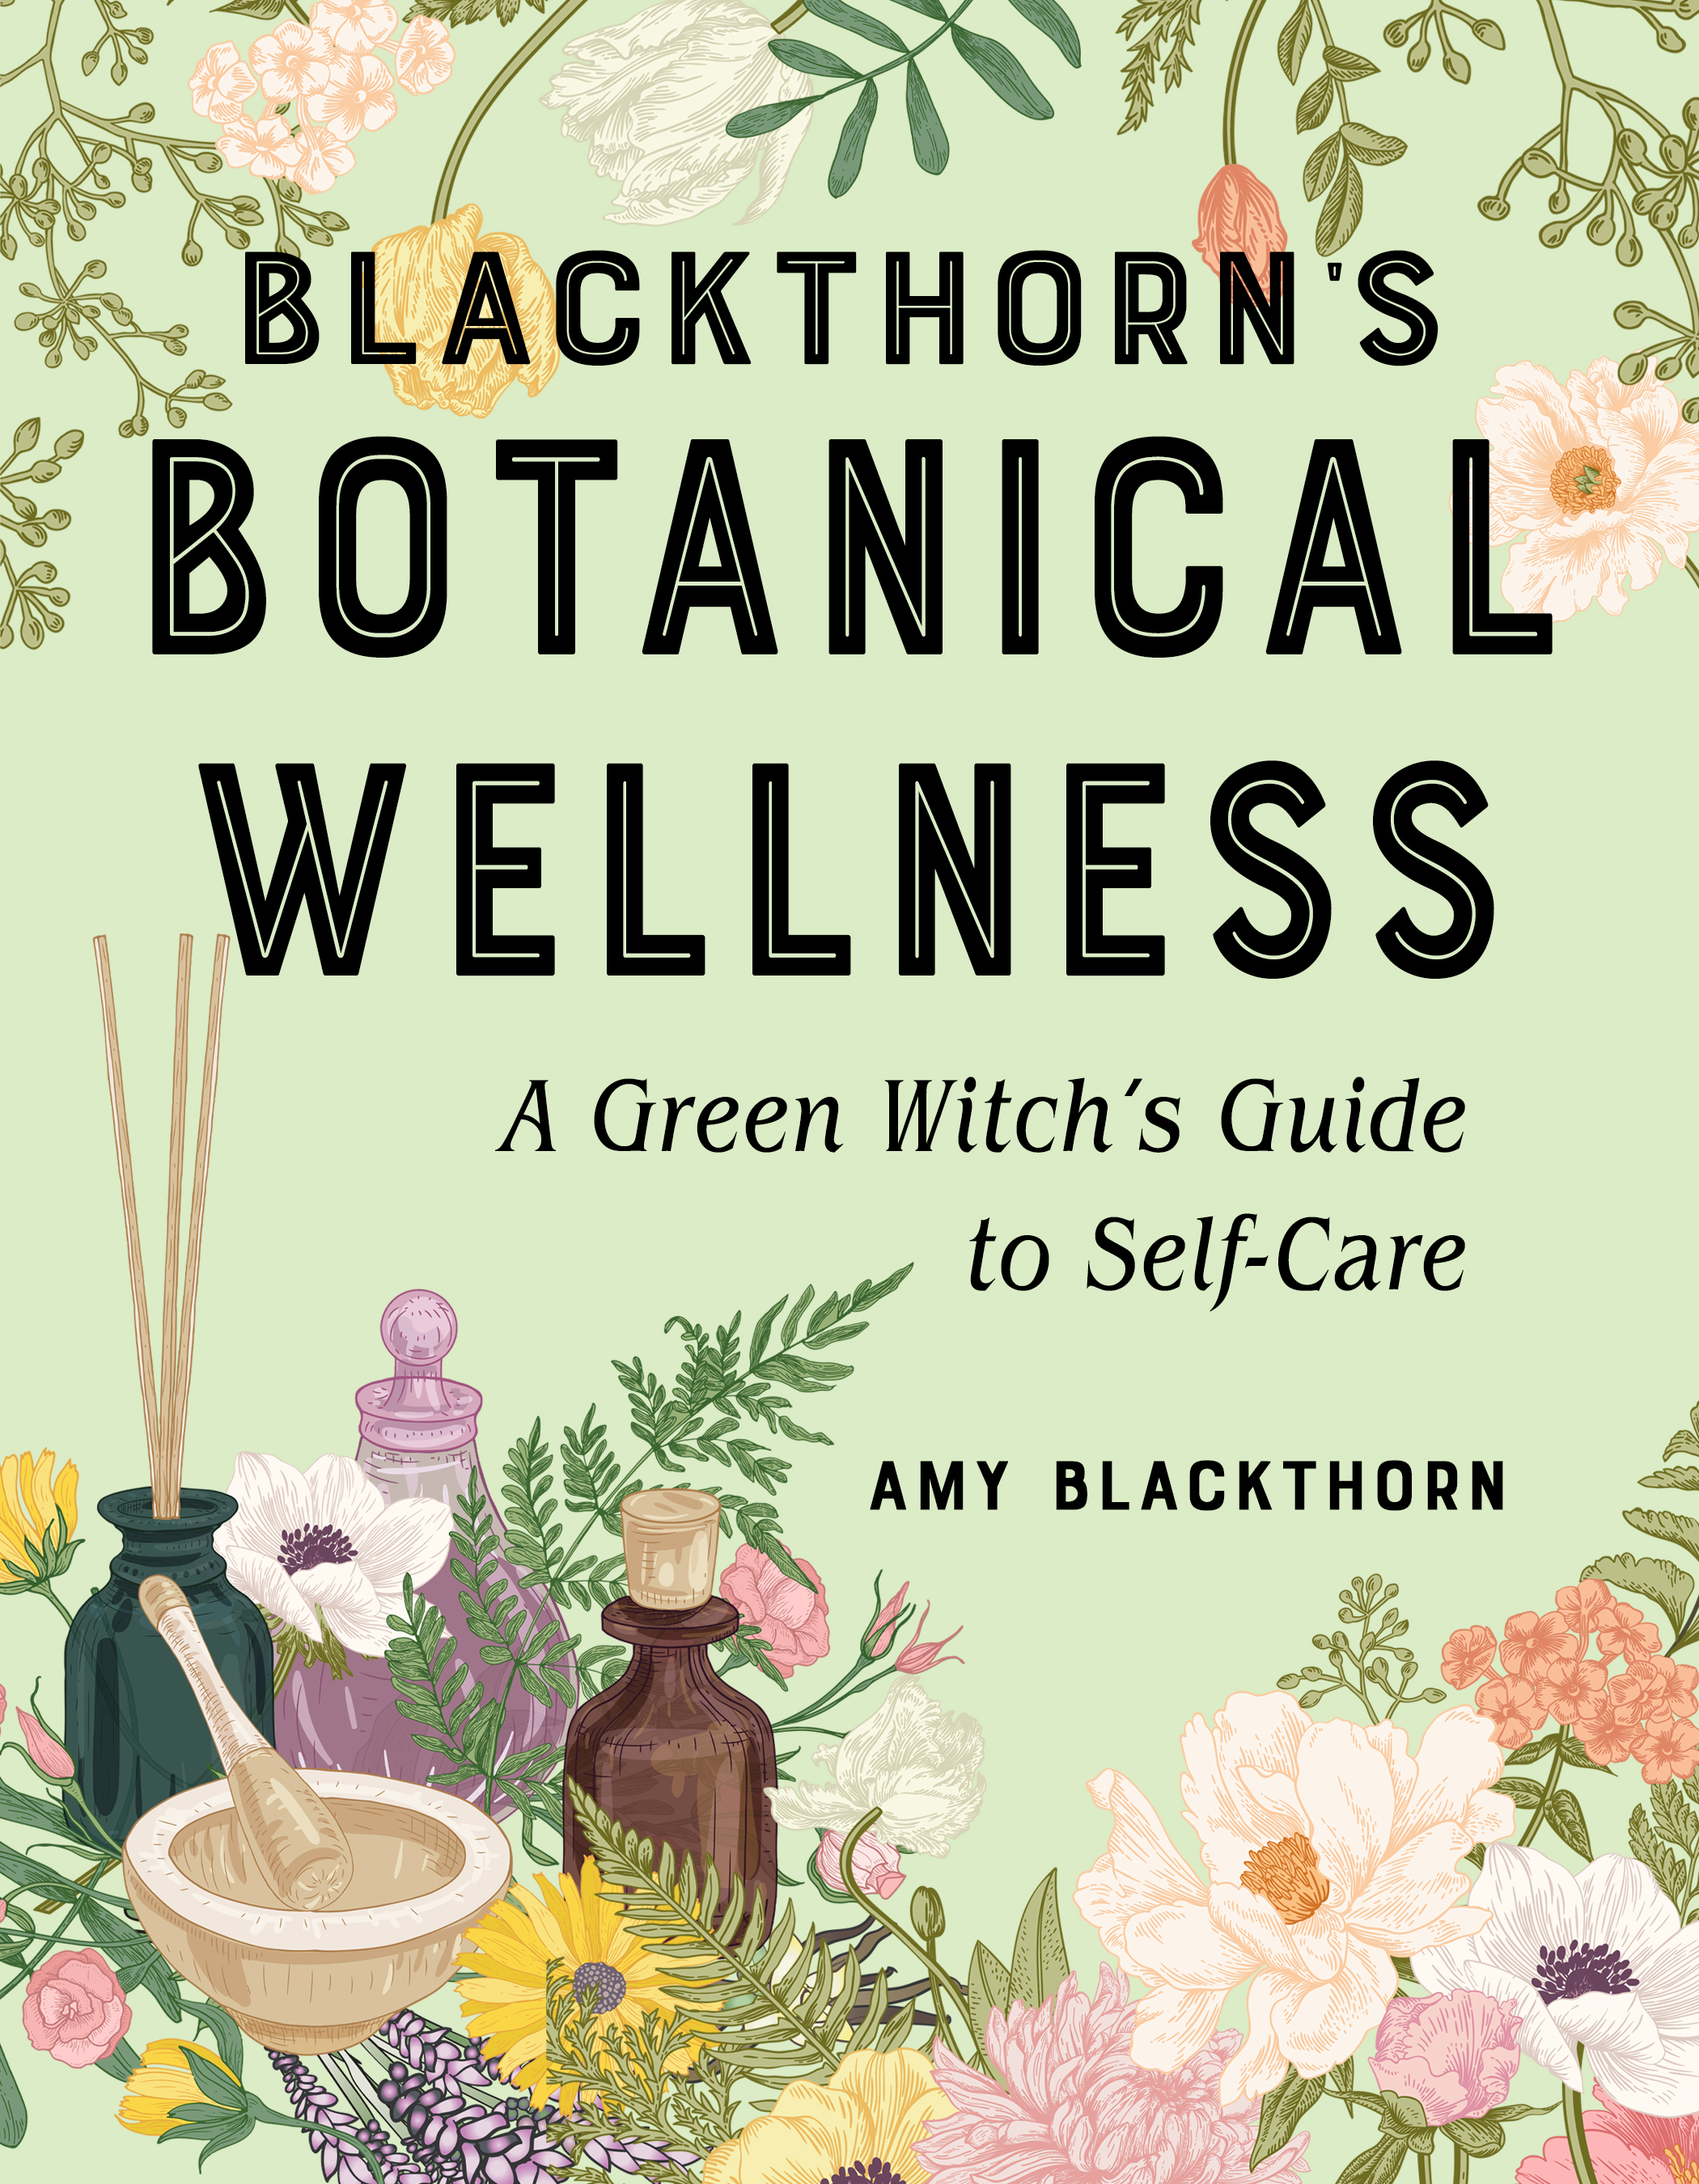 BLACKTHORN'S
BOTANICAL
WELLNESS
A Green Witch's Guide
to Self-Care
AMY BLACKTHORN